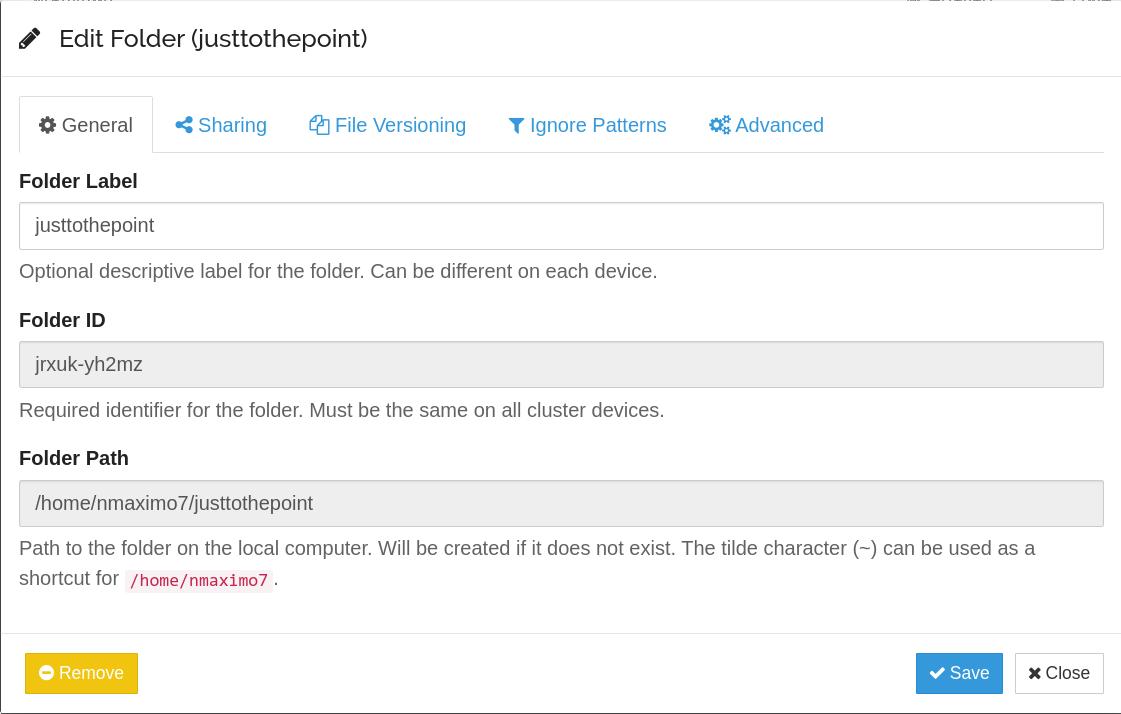 Edit Folder (justtothepoint)
General Sharing File Versioning Ignore Patterns Advanced
Folder Label
justtothepoint
Optional descriptive label for the folder. Can be different on each device.
Folder ID
jrxuk-yh2mz
Required identifier for the folder. Must be the same on all cluster devices.
Folder Path
/home/nmaximo7/justtothepoint
Path to the folder on the local computer. Will be created if it does not exist. The tilde character (~) can be used as a
shortcut for /home/nmaximo7 .
Remove Save Close